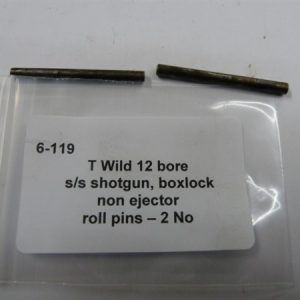 6-119
T Wild 12 bore
s/s shotgun, boxlock
non ejector
roll pins – 2 No